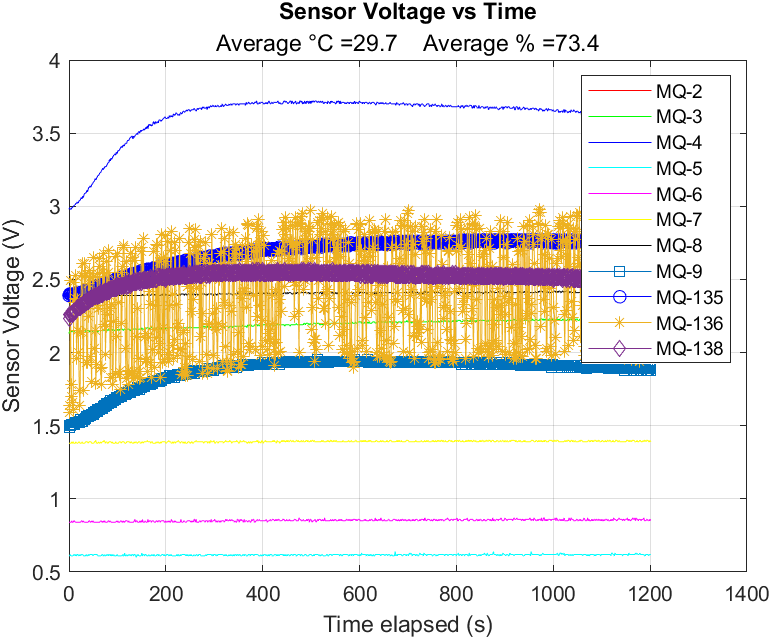 Sensor Voltage vs Time
Average °C =29.7 Average % =73.4
Sensor Voltage (V)
4
3.5
3
2.5
2
1.5
1
0.5
0
200
400
600
800
1000
1200
1400
Time elapsed (s)
MQ-2
MQ-3
MQ-4
MQ-5
MQ-6
MQ-7
MQ-8
MQ-9
MQ-135
MQ-136
MQ-138